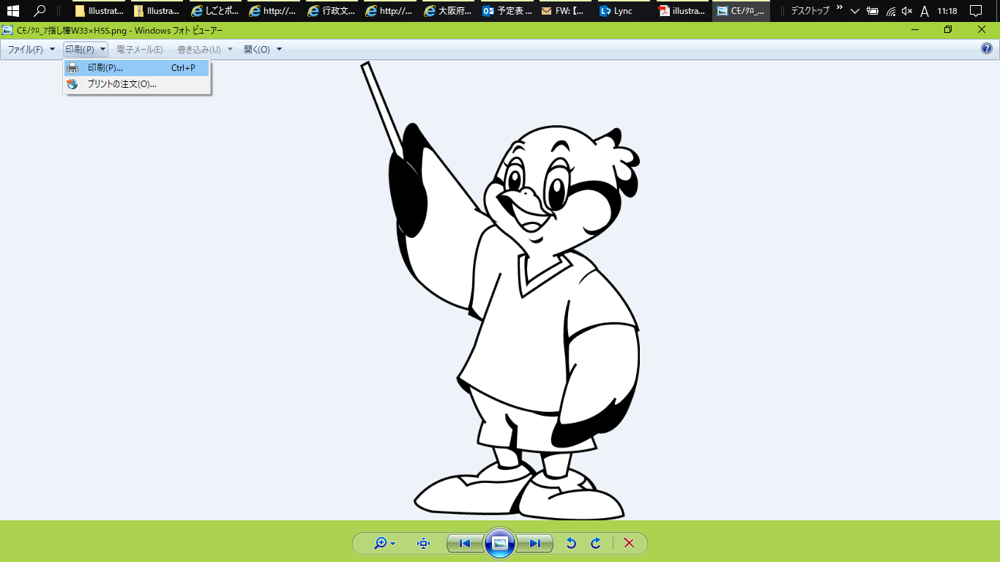 Illustrat...
Illustra...
しごとポ...
http://...
行政文...
http://...
大阪府...
予定表 ...
FW:【...
Lync
illustra...
Cﾓﾉｸﾛ_...
デスクトップ
A
11:18
Cﾓﾉｸﾛ_7指し棒W33×H55.png - Windows フォト ビューアー
ファイル(F)
印刷(P)
電子メール(E)
書き込み(U)
開く(O)
印刷(P)... Ctrl+P
プリントの注文(O)...